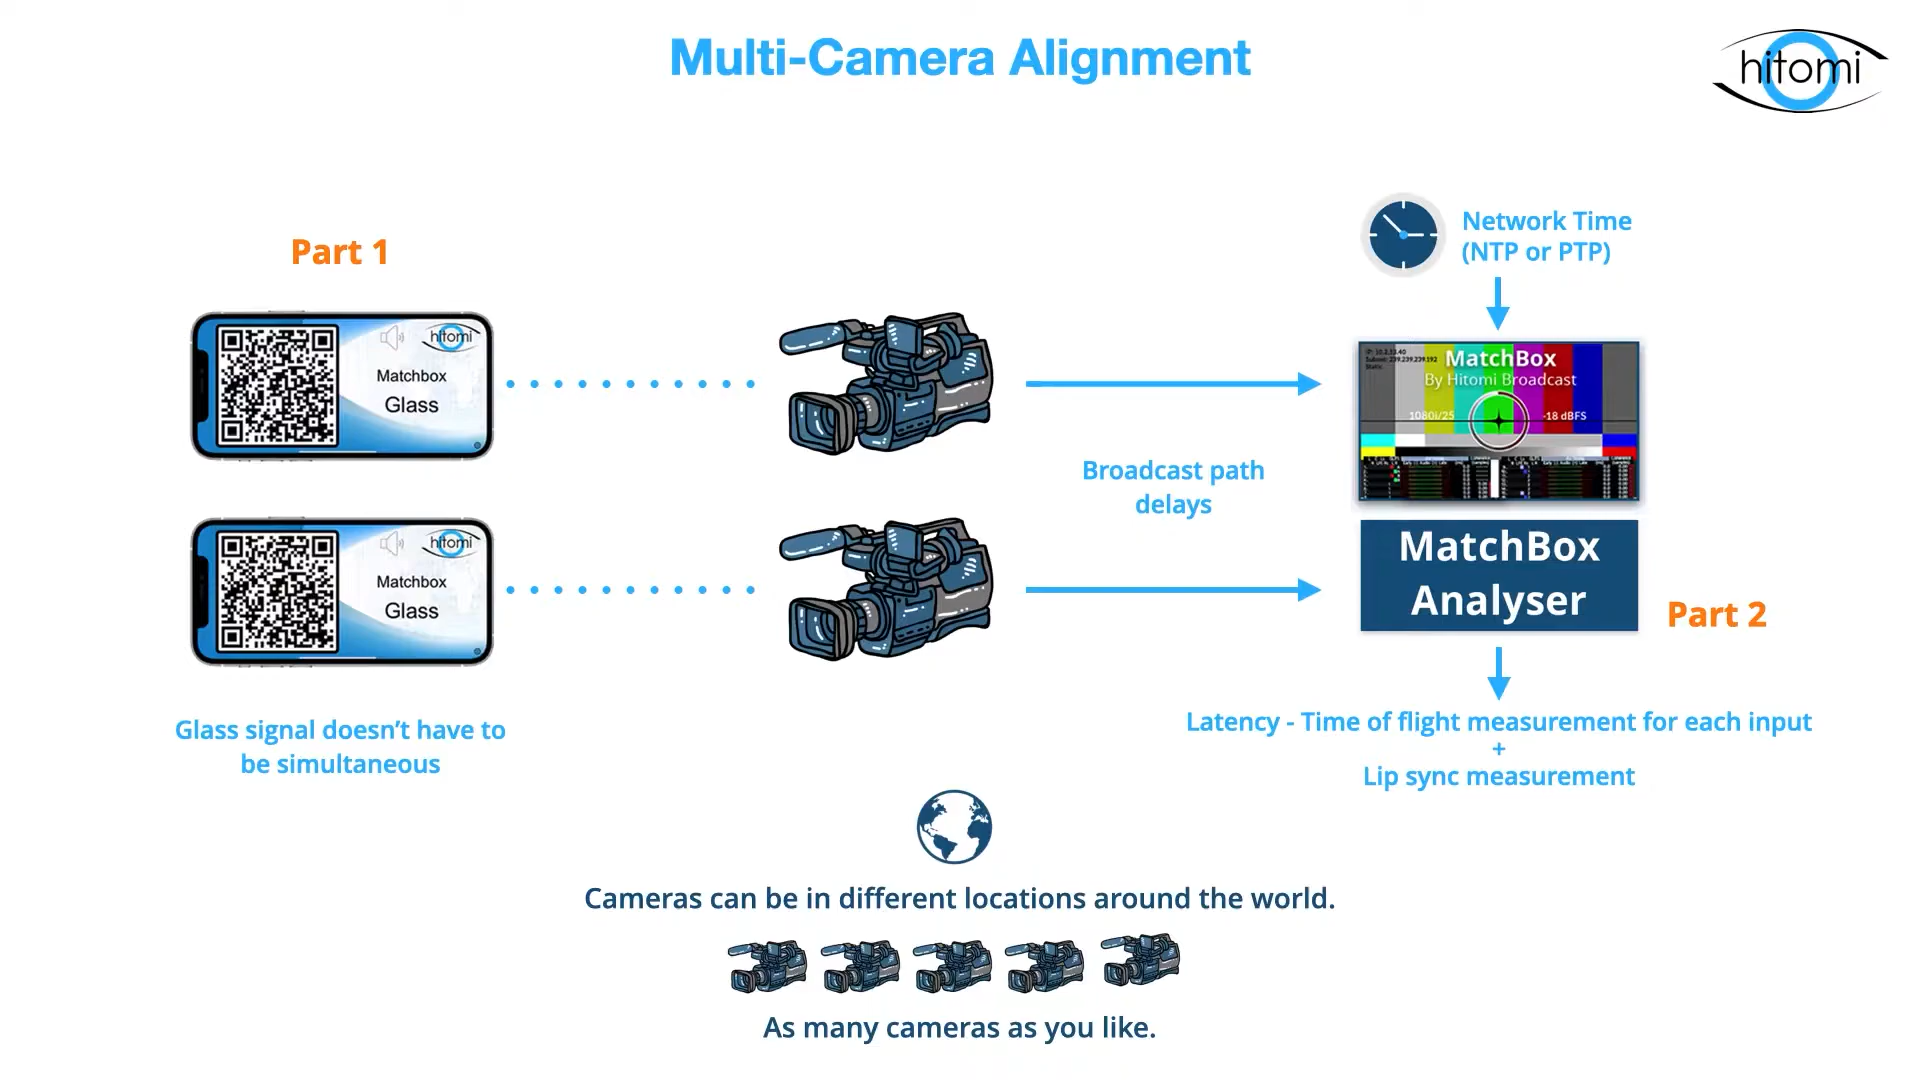 Multi-Camera Alignment
hitomi
Part 1
Network Time
(NTP or PTP)
hitomi
Matchbox
Glass
MatchBox
By Hitomi Broadcast
1080i/25
-18 dBFS
Broadcast path
delays
hitomi
Matchbox
Glass
MatchBox
Analyser
Part 2
Glass signal doesn’t have to
be simultaneous
Latency - Time of flight measurement for each input
+
Lip sync measurement
Cameras can be in different locations around the world.
As many cameras as you like.